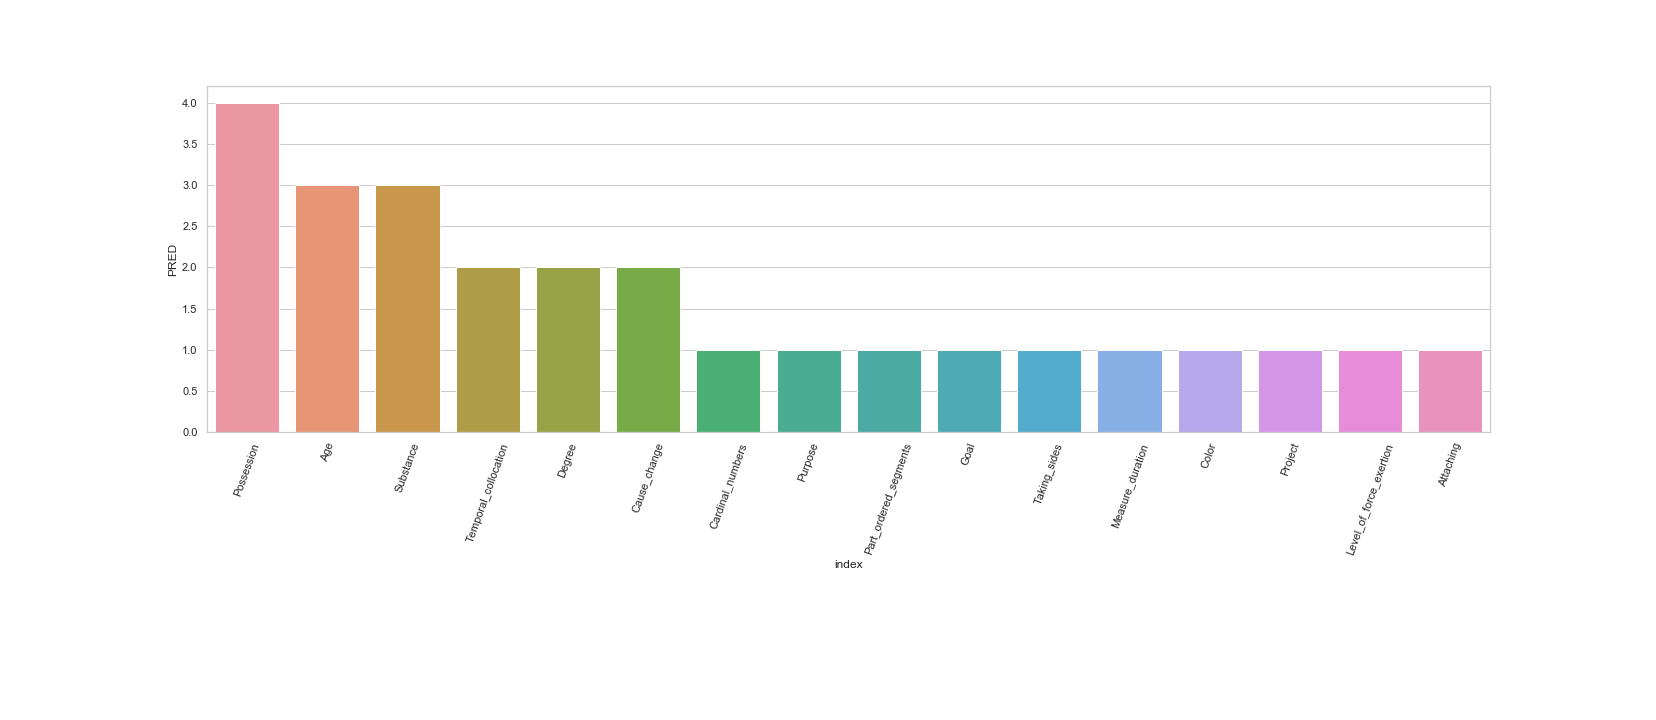 4.0
3.5
3.0
2.5
2.0
1.5
1.0
0.5
0.0
PRED
Possession
Age
Substance
Temporal_collocation
Degree
Cause_change
Cardinal_numbers
Purpose
Part_ordered_segments
Goal
Taking_sides
Measure_duration
Color
Project
Level_of_force_exertion
Attaching
index